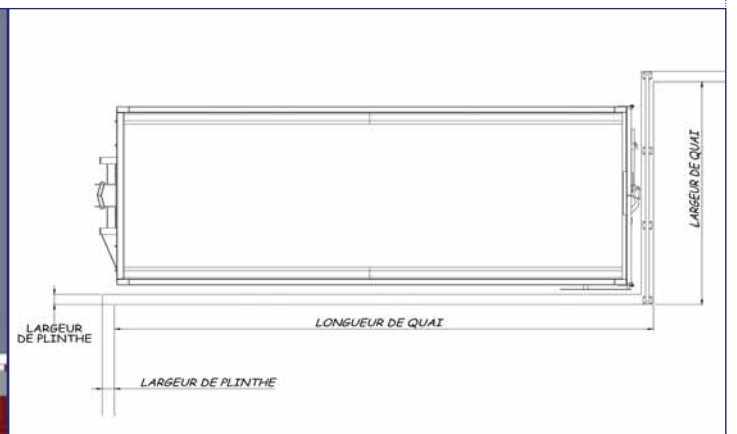 LARGEUR DE QUAI
LONGUEUR DE QUAI
LARGEUR
DE PLINTHE
LARGEUR DE PLINTHE